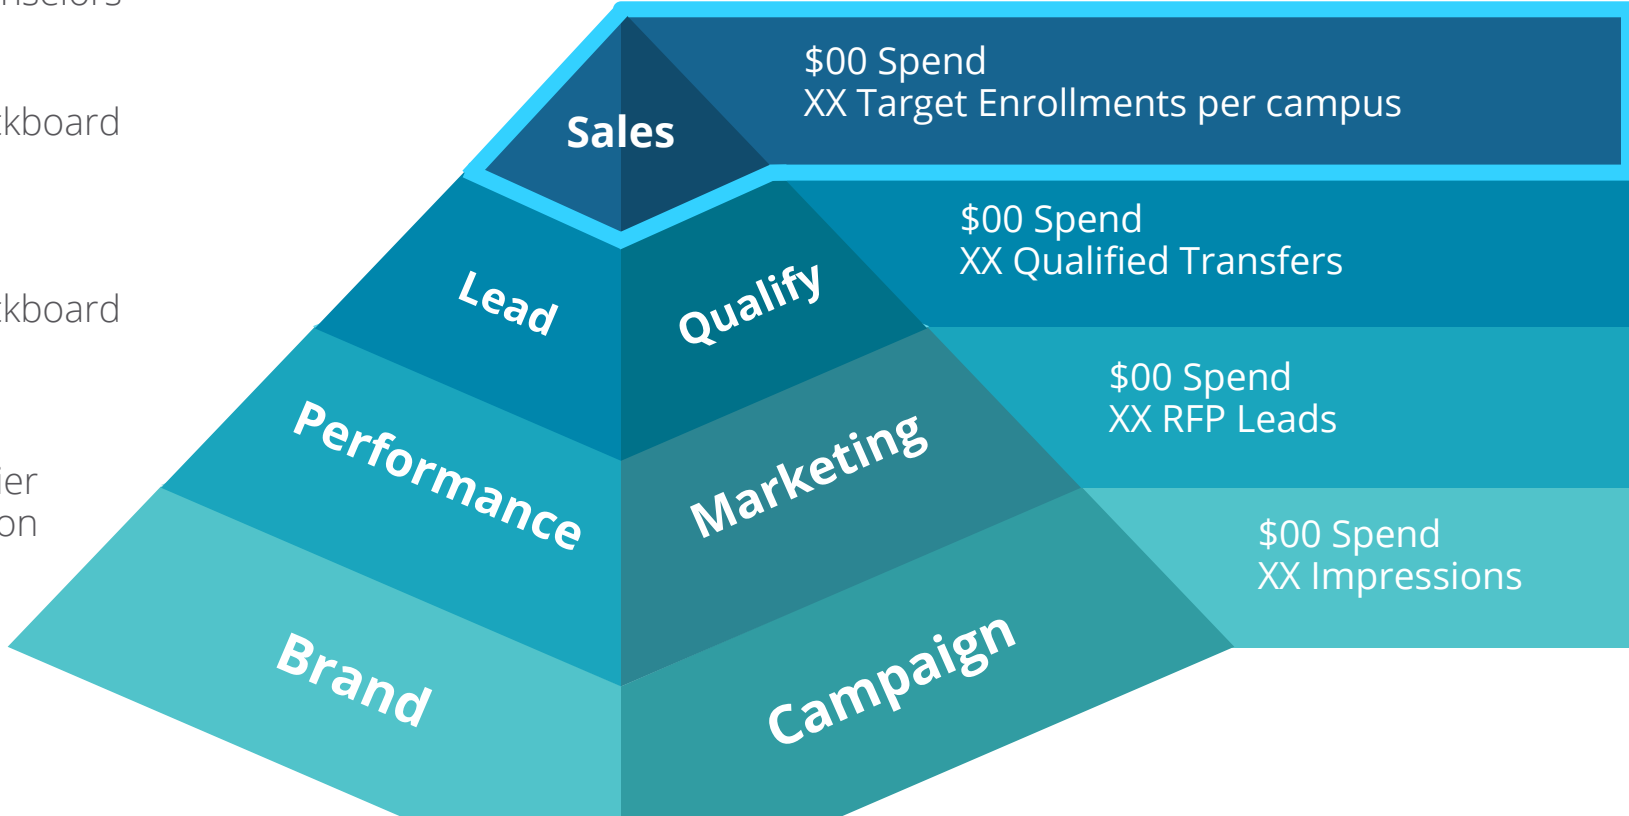 $00 Spend
XX Target Enrollments per campus
Sales
$00 Spend
XX Qualified Transfers
Lead Qualify
$00 Spend
XX RFP Leads
Performance Marketing
$00 Spend
XX Impressions
Brand Campaign